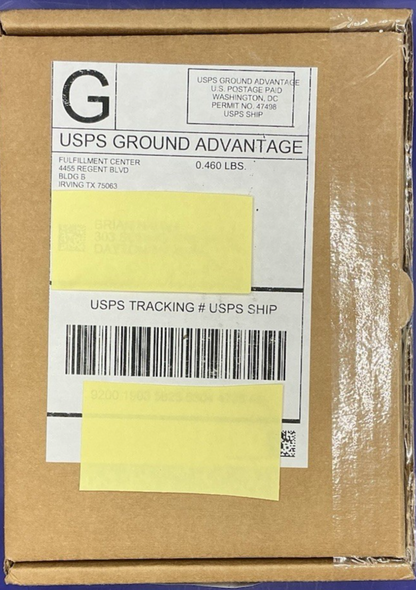 G
USPS GROUND ADVANTAGE
U.S. POSTAGE PAID
WASHINGTON, DC
PERMIT NO. 47498
USPS SHIP
USPS GROUND ADVANTAGE
FULFILLMENT CENTER
4455 REGENT BLVD
BLDG B
IRVING TX 75063
0.460 LBS.
USPS TRACKING # USPS SHIP